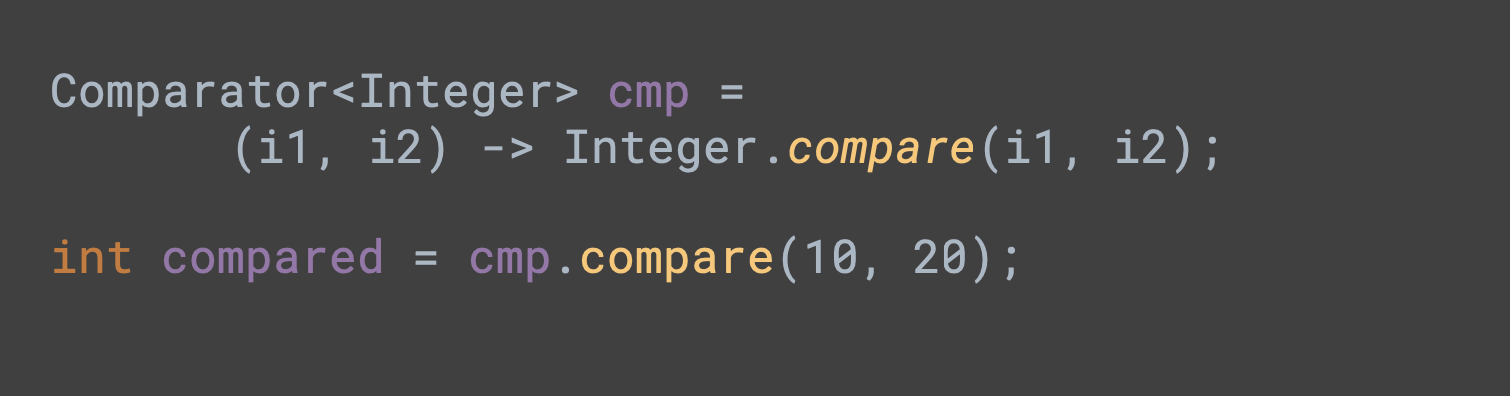 Comparator<Integer> cmp =
(i1, i2) -> Integer.compare(i1, i2);
int compared = cmp.compare(10, 20);